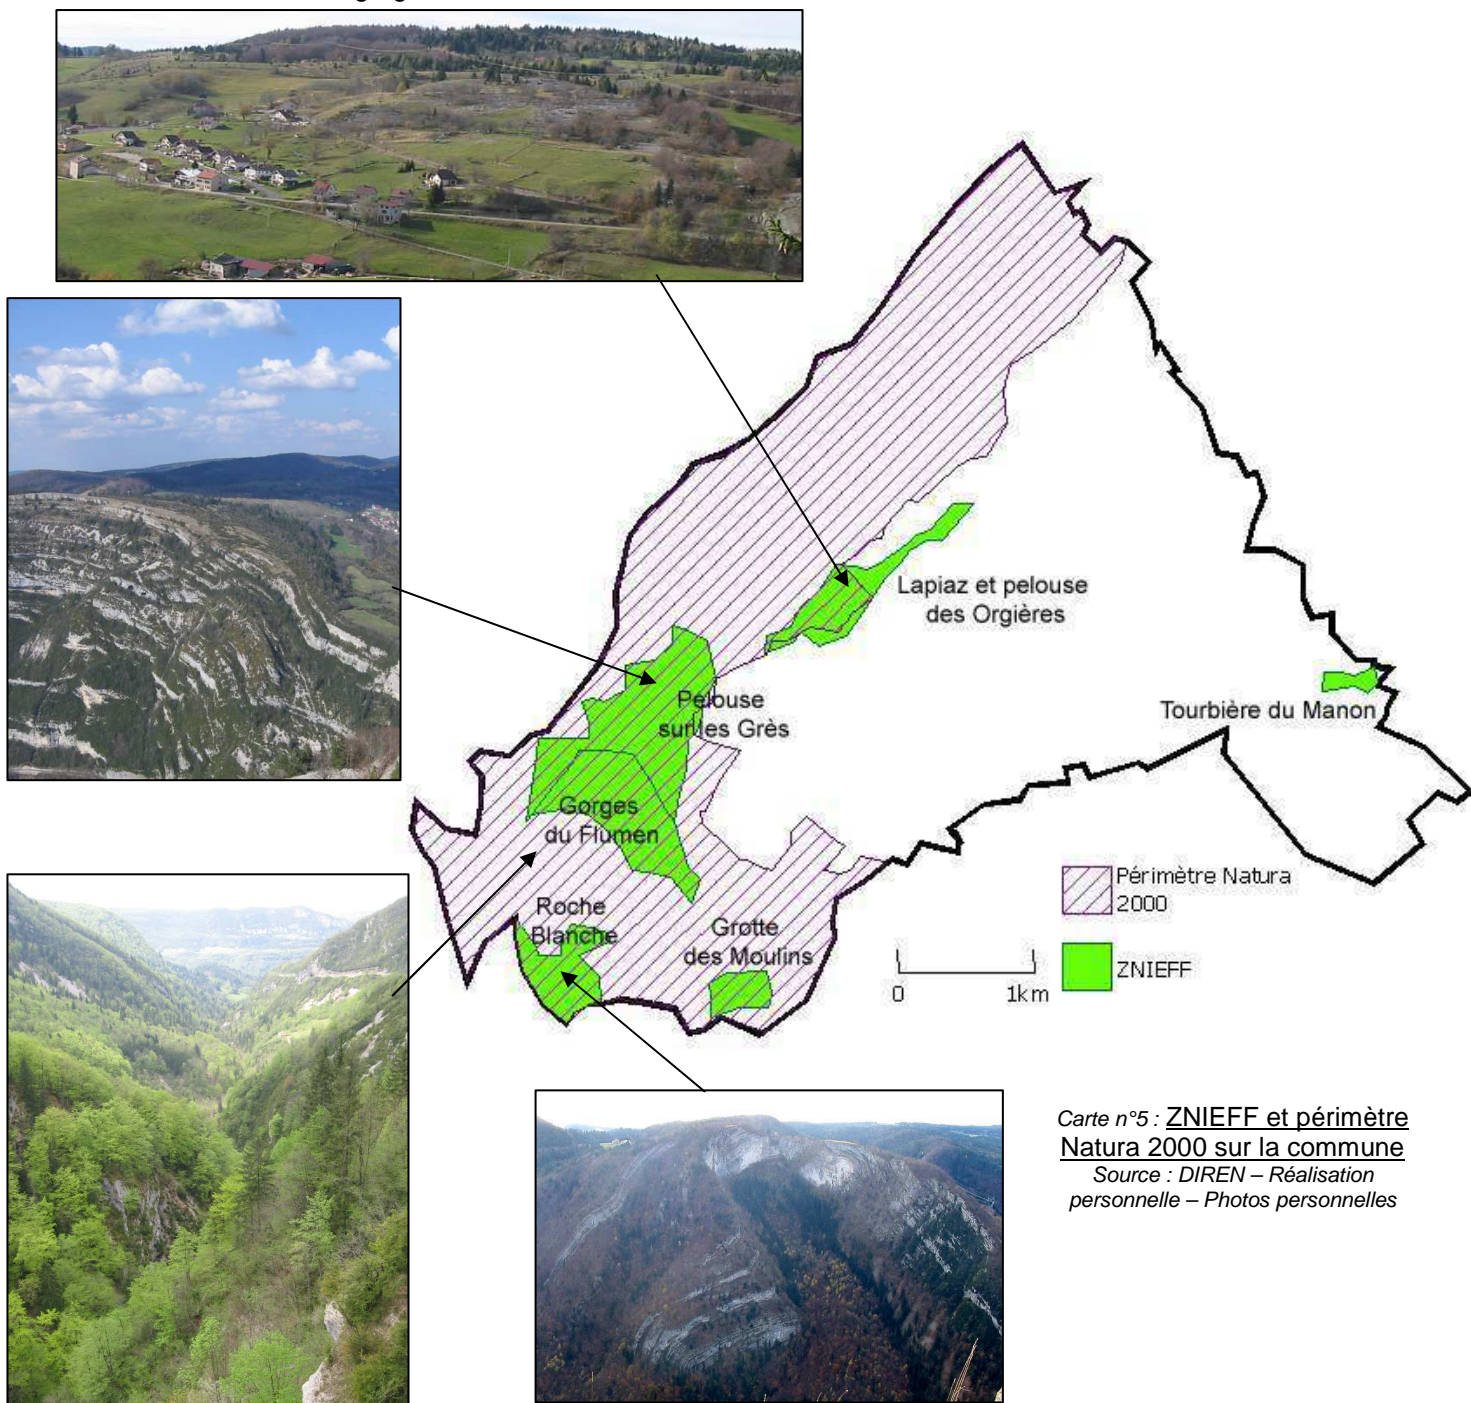 Lapiaz et pelouse
des Orgières
Pelouse
sur les Grès
Tourbière du Manon
Gorges
du Flumen
Roche
Blanche
Grotte
des Moulins
Périmètre Natura
2000
ZNIEFF
0 1km
Carte n°5 : ZNIEFF et périmètre
Natura 2000 sur la commune
Source : DIREN – Réalisation
personnelle – Photos personnelles